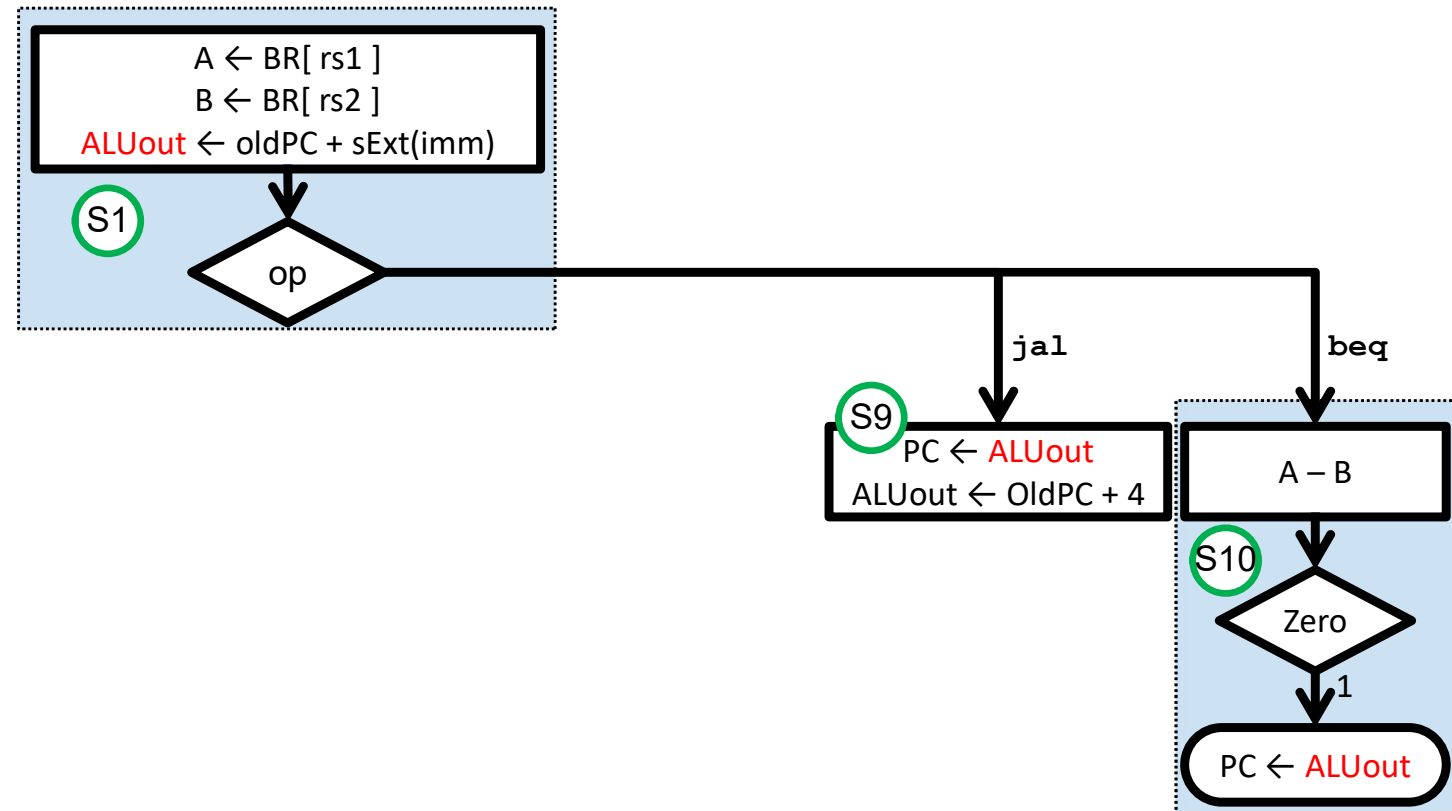 A ← BR[ rs1 ]
B ← BR[ rs2 ]
ALUout ← oldPC + sExt(imm)
S1
op
jal
beq
S9
PC ← ALUout
ALUout ← OldPC + 4
A – B
S10
Zero
1
PC ← ALUout